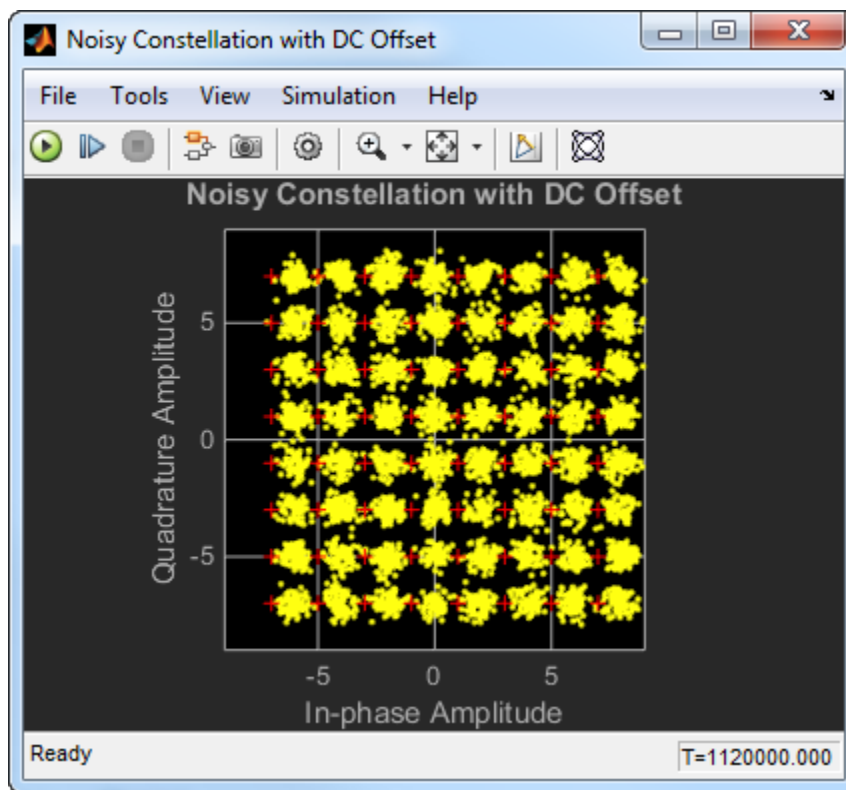 Noisy Constellation with DC Offset
File Tools View Simulation Help
Noisy Constellation with DC Offset
Quadrature Amplitude
5
0
-5
-5 0 5
In-phase Amplitude
Ready T=1120000.000